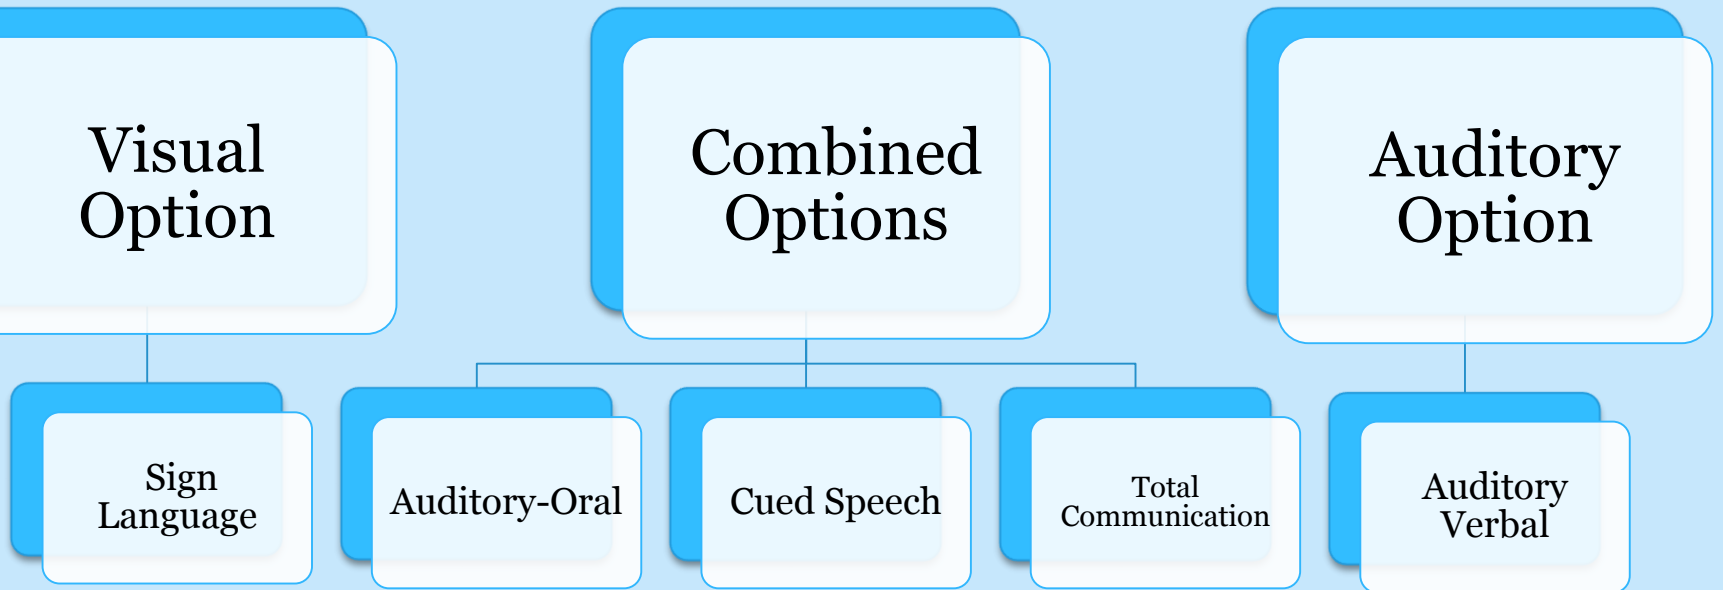 Visual
Option
Combined
Options
Auditory
Option
Sign
Language
Auditory-Oral
Cued Speech
Total
Communication
Auditory
Verbal